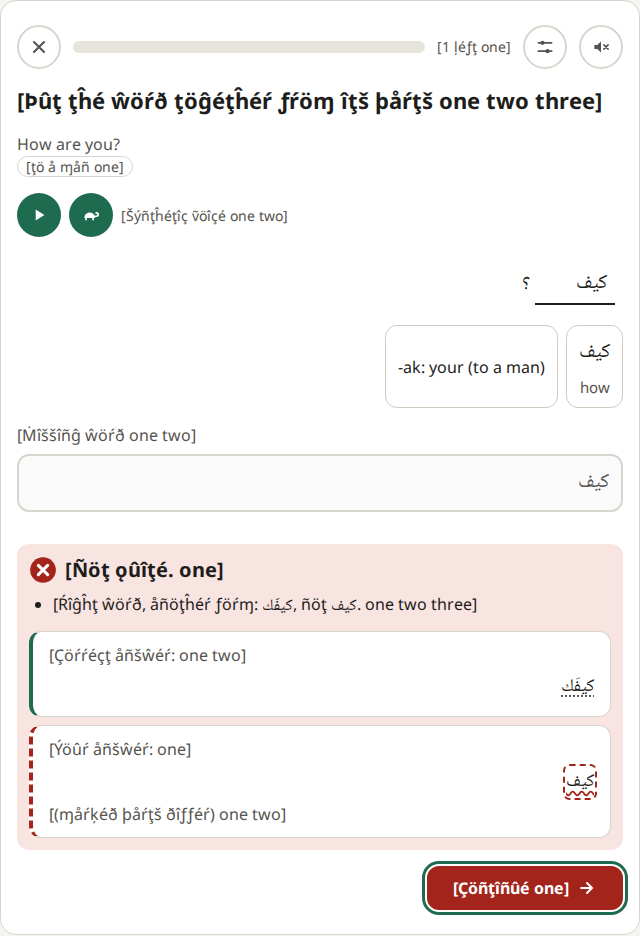 [1 ļéƒţ one]
[Þûţ ţĥé ŵöŕð ţöĝéţĥéŕ ƒŕöɱ îţš þåŕţš one two three]
How are you?
[ţö å ɱåñ one]
[Šýñţĥéţîç ṽöîçé one two]
كيف ؟
كيف
how
-ak: your (to a man)
[Ṁîššîñĝ ŵöŕð one two]
كيف
[Ñöţ ǫûîţé. one]
[Ŕîĝĥţ ŵöŕð, åñöţĥéŕ ƒöŕɱ: كيفَك, ñöţ كيف. one two three]
[Çöŕŕéçţ åñšŵéŕ: one two]
كيفَك
[Ýöûŕ åñšŵéŕ: one]
كيف
[(ɱåŕķéð þåŕţš ðîƒƒéŕ) one two]
[Çöñţîñûé one]